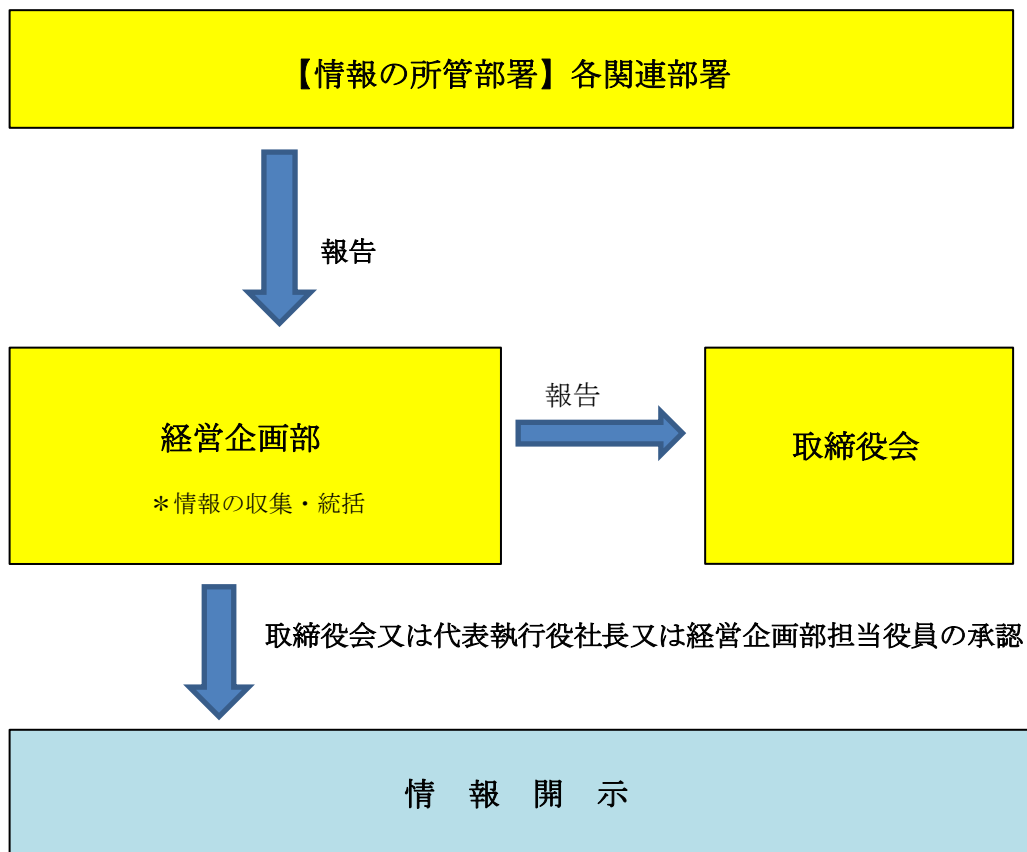 【情報の所管部署】各関連部署
報告
経営企画部
＊情報の収集・統括
報告
取締役会
取締役会又は代表執行役社長又は経営企画部担当役員の承認
情　報　開　示